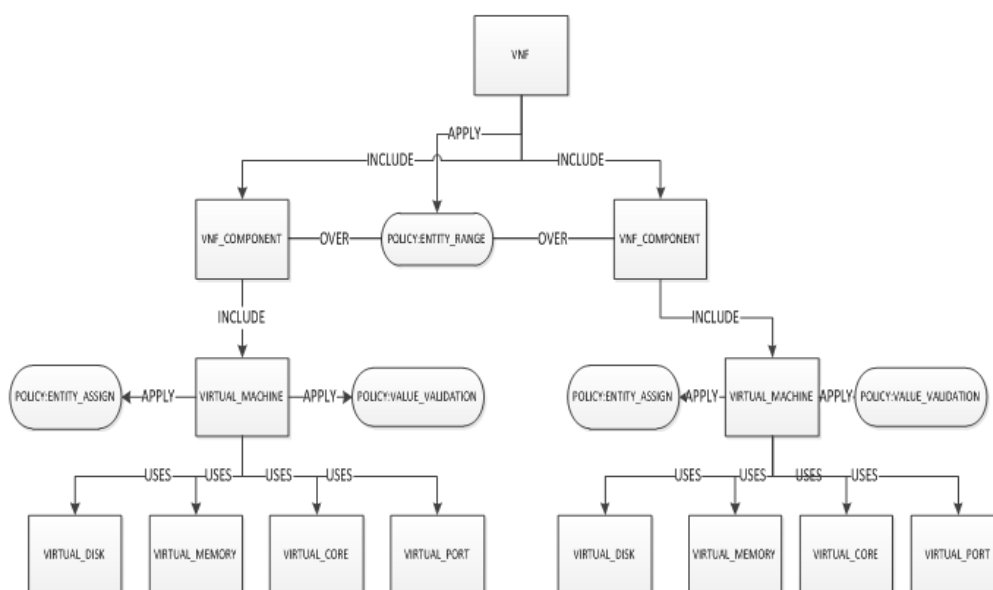 VNF
APPLY
INCLUDE INCLUDE
VNF_COMPONENT OVER POLICY:ENTITY_RANGE OVER VNF_COMPONENT
INCLUDE INCLUDE
POLICY:ENTITY_ASSIGN APPLY VIRTUAL_MACHINE APPLY POLICY:VALUE_VALIDATION POLICY:ENTITY_ASSIGN APPLY VIRTUAL_MACHINE APPLY POLICY:VALUE_VALIDATION
USES USES USES USES USES USES USES USES
VIRTUAL_DISK VIRTUAL_MEMORY VIRTUAL_CORE VIRTUAL_PORT VIRTUAL_DISK VIRTUAL_MEMORY VIRTUAL_CORE VIRTUAL_PORT